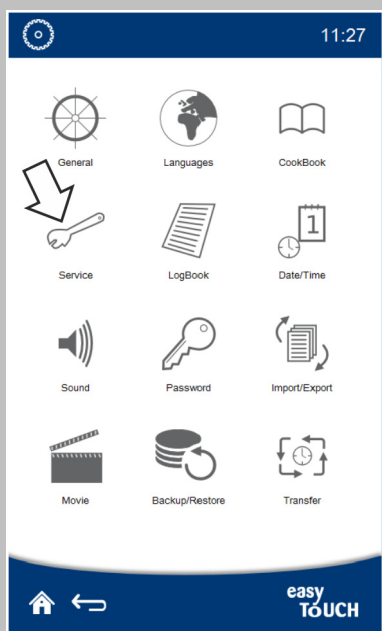 11:27
General
Languages
CookBook
1
Service
LogBook
Date/Time
Sound
Password
Import/Export
Movie
Backup/Restore
Transfer
easy
TOUCH